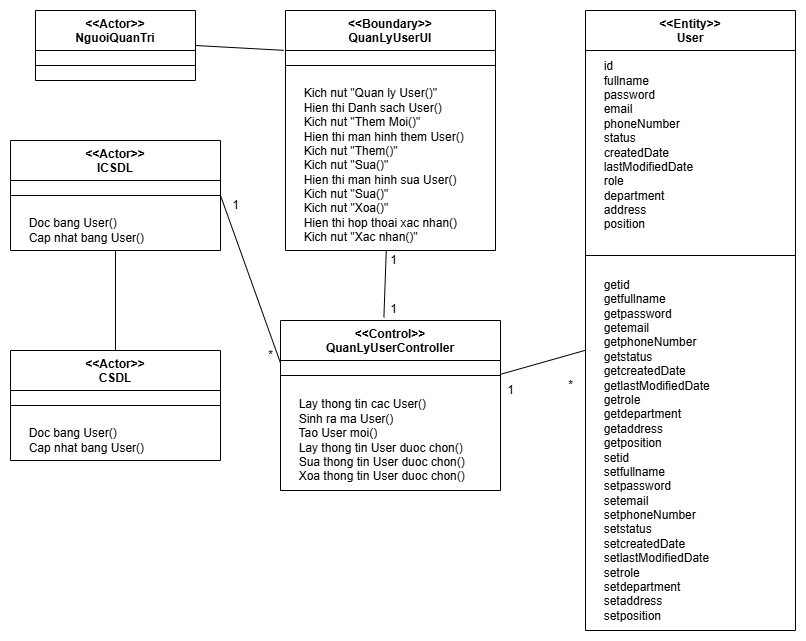 <<Actor>>
NguoiQuanTri
<<Boundary>>
QuanLyUserUI
Kich nut "Quan ly User()"
Hien thi Danh sach User()
Kich nut "Them Moi()"
Hien thi man hinh them User()
Kich nut "Them()"
Kich nut "Sua()"
Hien thi man hinh sua User()
Kich nut "Sua()"
Kich nut "Xoa()"
Hien thi hop thoai xac nhan()
Kich nut "Xac nhan()"
<<Entity>>
User
id
fullname
password
email
phoneNumber
status
createdDate
lastModifiedDate
role
department
address
position
getid
getfullname
getpassword
getemail
getphoneNumber
getstatus
getcreatedDate
getlastModifiedDate
getrole
getdepartment
getaddress
getposition
setid
setfullname
setpassword
setemail
setphoneNumber
setstatus
setcreatedDate
setlastModifiedDate
setrole
setdepartment
setaddress
setposition
<<Actor>>
ICSDL
Doc bang User()
Cap nhat bang User()
1
*
1
1
<<Control>>
QuanLyUserController
Lay thong tin cac User()
Sinh ra ma User()
Tao User moi()
Lay thong tin User duoc chon()
Sua thong tin User duoc chon()
Xoa thong tin User duoc chon()
1
*
<<Actor>>
CSDL
Doc bang User()
Cap nhat bang User()